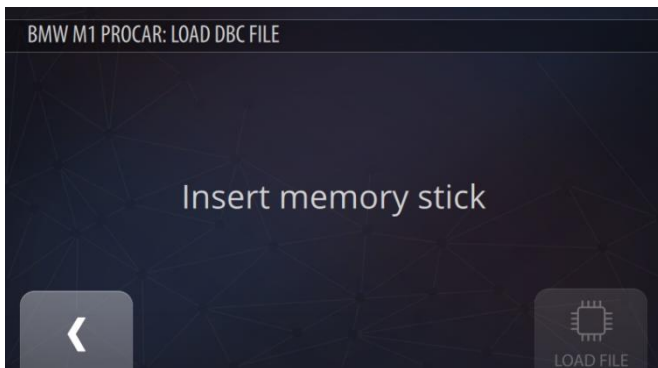 BMW M1 PROCAR: LOAD DBC FILE
Insert memory stick
LOAD FILE